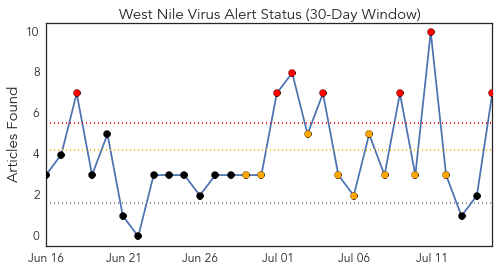 West Nile Virus Alert Status (30-Day Window)
Articles Found
10
8
6
4
2
0
Jun 16
Jun 21
Jun 26
Jul 01
Jul 06
Jul 11